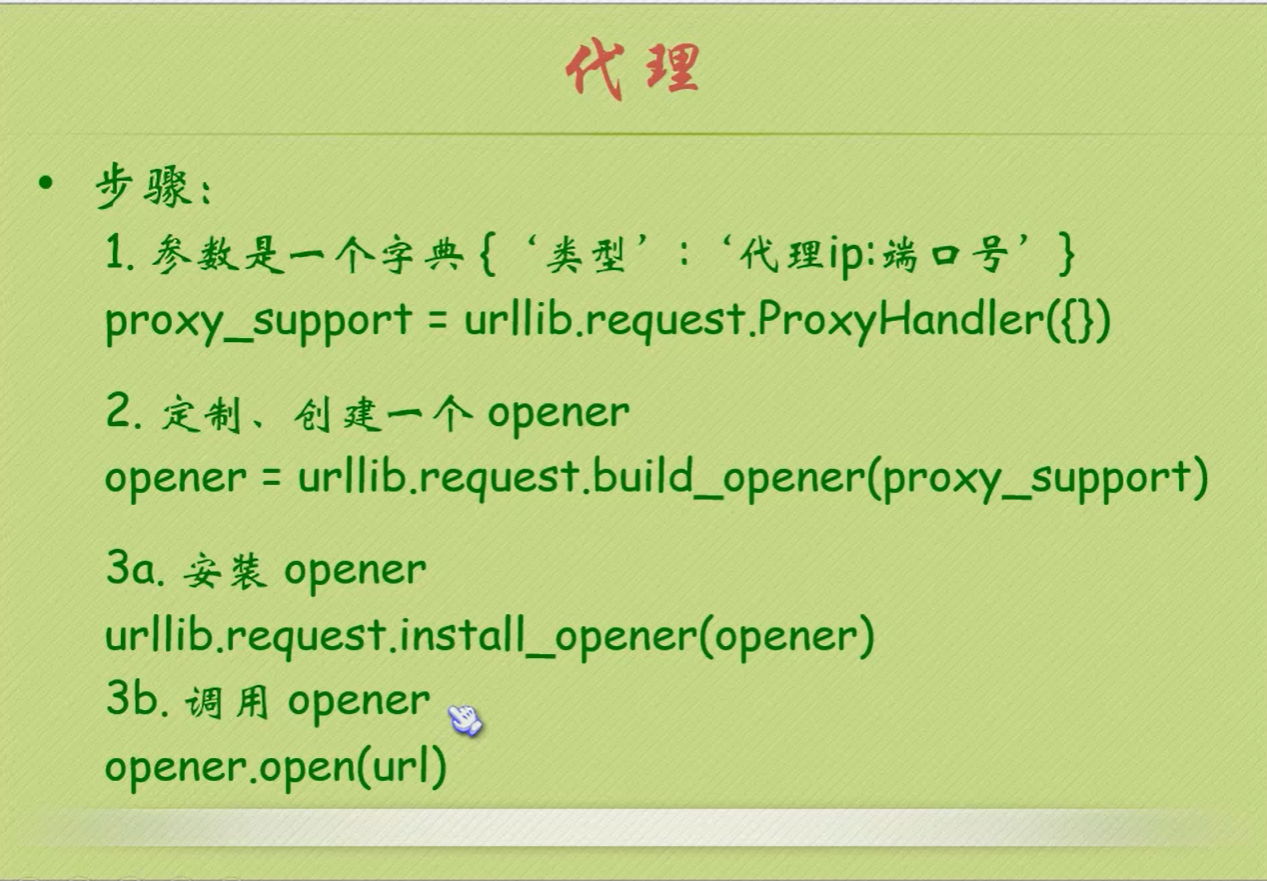 代理
• 步骤：
1. 参数是一个字典 {‘类型’:‘代理ip:端口号’}
proxy_support = urllib.request.ProxyHandler({})
2. 定制、创建一个 opener
opener = urllib.request.build_opener(proxy_support)
3a. 安装 opener
urllib.request.install_opener(opener)
3b. 调用 opener
opener.open(url)